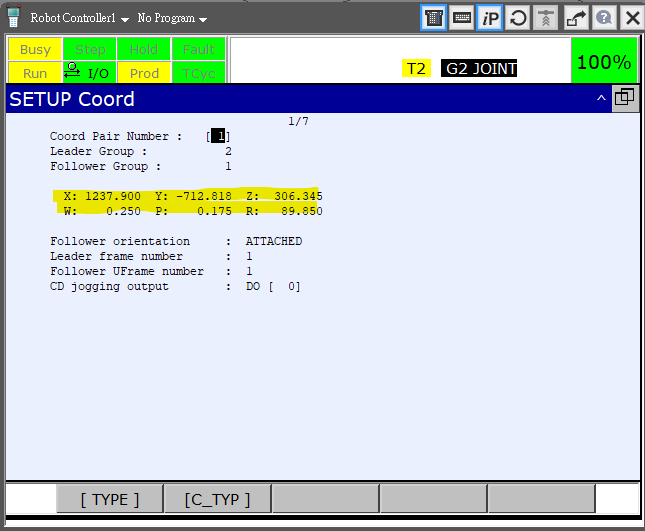 Robot Controller1 No Program
iP
Busy Step Hold Fault
Run I/O Prod TCyc
T2 G2 JOINT 100%
SETUP Coord
1/7
Coord Pair Number : [ 1]
Leader Group : 2
Follower Group : 1
X: 1237.900 Y: -712.818 Z: 306.345
W: 0.250 P: 0.175 R: 89.850
Follower orientation : ATTACHED
Leader frame number : 1
Follower UFrame number : 1
CD jogging output : DO [ 0]
[ TYPE ] [C_TYP ]